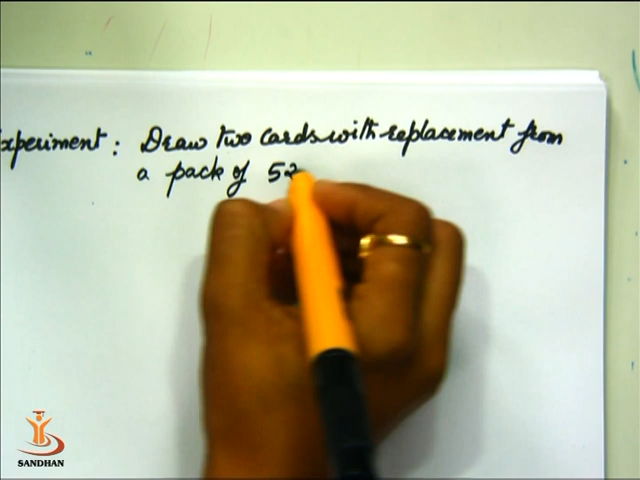 xperiment: Draw two cards with replacement from
a pack of 52
SANDHAN